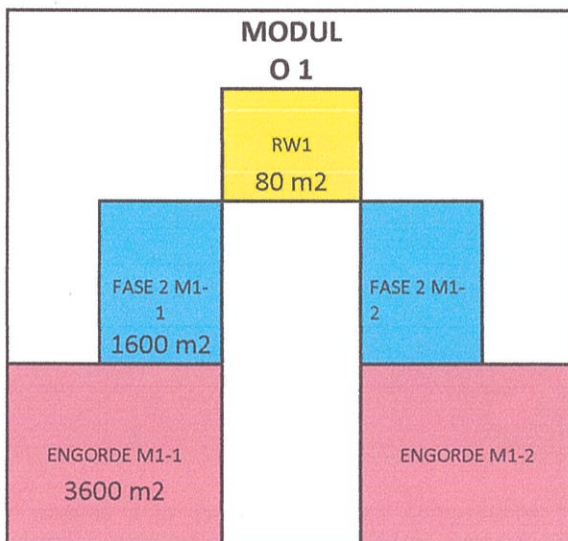 MODUL
O 1
RW1
80 m2
FASE 2 M1-
1
1600 m2
FASE 2 M1-
2
ENGORDE M1-1
3600 m2
ENGORDE M1-2